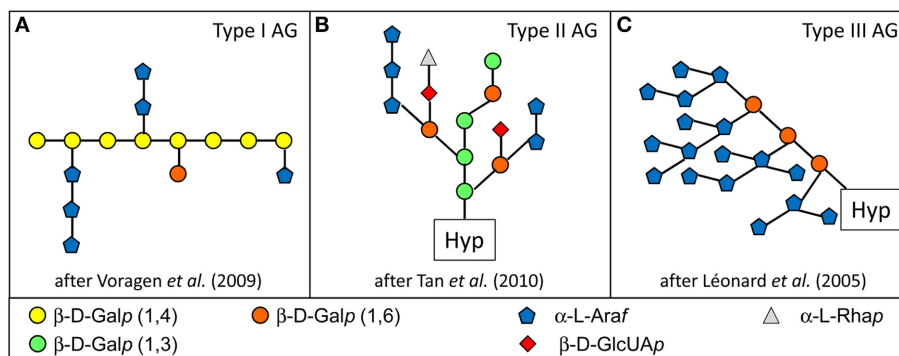 A
Type I AG
after Voragen et al. (2009)
B
Type II AG
Hyp
after Tan et al. (2010)
C
Type III AG
Hyp
after Léonard et al. (2005)
β-D-Galp (1,4)
β-D-Galp (1,6)
α-L-Araf
α-L-Rhap
β-D-Galp (1,3)
β-D-GlcUAp